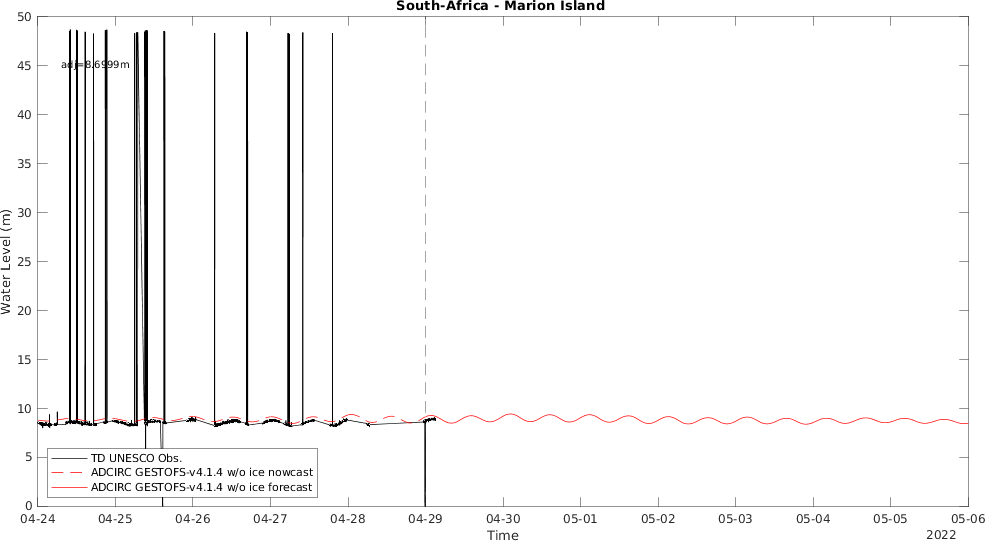 South-Africa - Marion Island
50
45
40
35
30
25
20
15
10
5
0
Water Level (m)
adj=8.6999m
TD UNESCO Obs.
ADCIRC GESTOFS-v4.1.4 w/o ice nowcast
ADCIRC GESTOFS-v4.1.4 w/o ice forecast
04-24 04-25 04-26 04-27 04-28 04-29 04-30 05-01 05-02 05-03 05-04 05-05 05-06
Time
2022